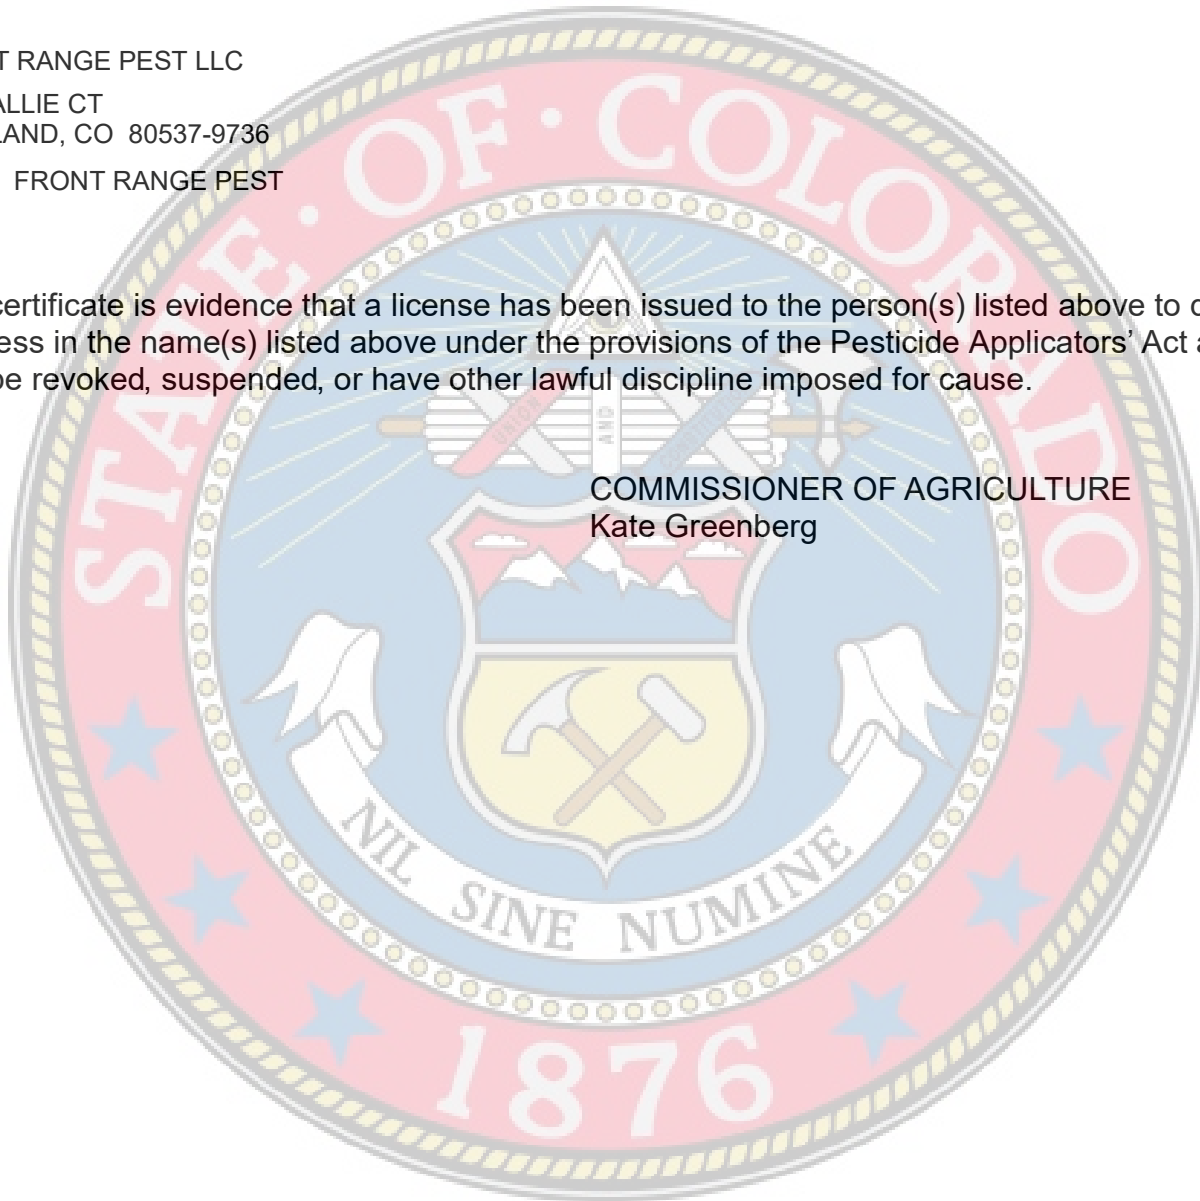 T RANGE PEST LLC
ALLIE CT
LAND, CO 80537-9736
FRONT RANGE PEST
STATE · OF · COLORADO
certificate is evidence that a license has been issued to the person(s) listed above to c
ess in the name(s) listed above under the provisions of the Pesticide Applicators' Act a
be revoked, suspended, or have other lawful discipline imposed for cause.
UNION
AND
CONSTITUTION
COMMISSIONER OF AGRICULTURE
Kate Greenberg
NIL SINE NUMINE
1876